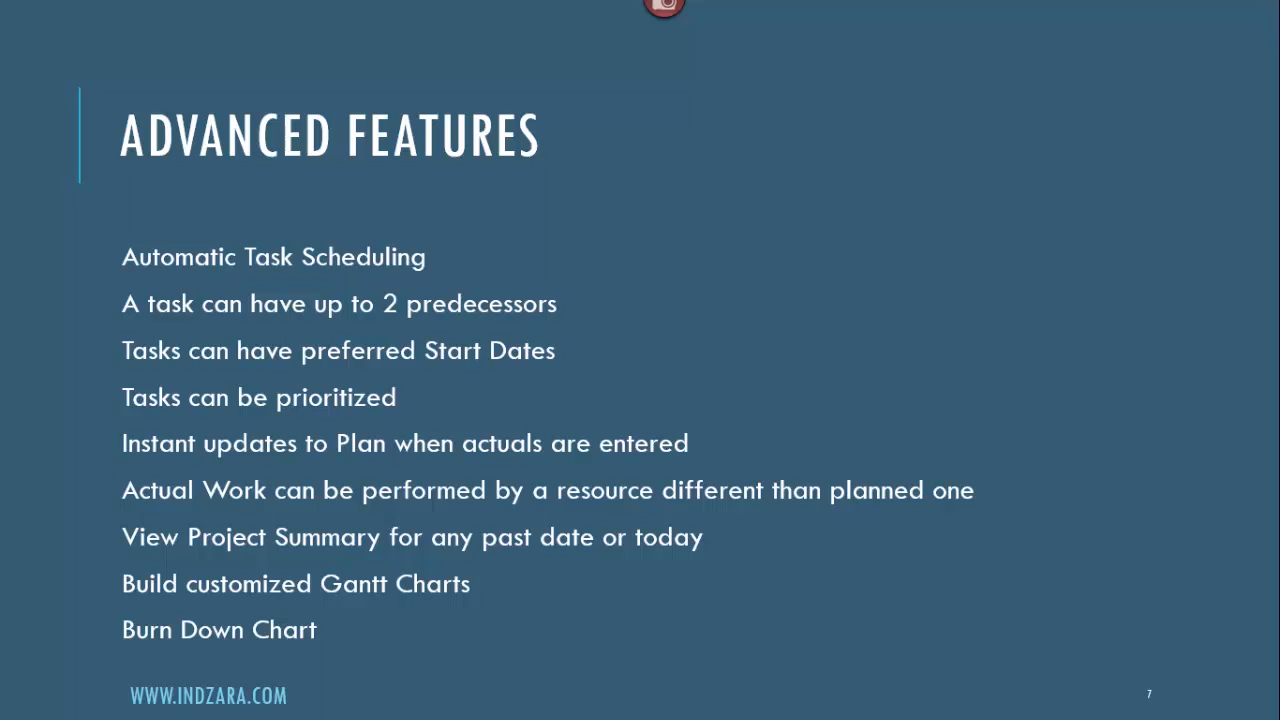 ADVANCED FEATURES
Automatic Task Scheduling
A task can have up to 2 predecessors
Tasks can have preferred Start Dates
Tasks can be prioritized
Instant updates to Plan when actuals are entered
Actual Work can be performed by a resource different than planned one
View Project Summary for any past date or today
Build customized Gantt Charts
Burn Down Chart
WWW.INDZARA.COM
7